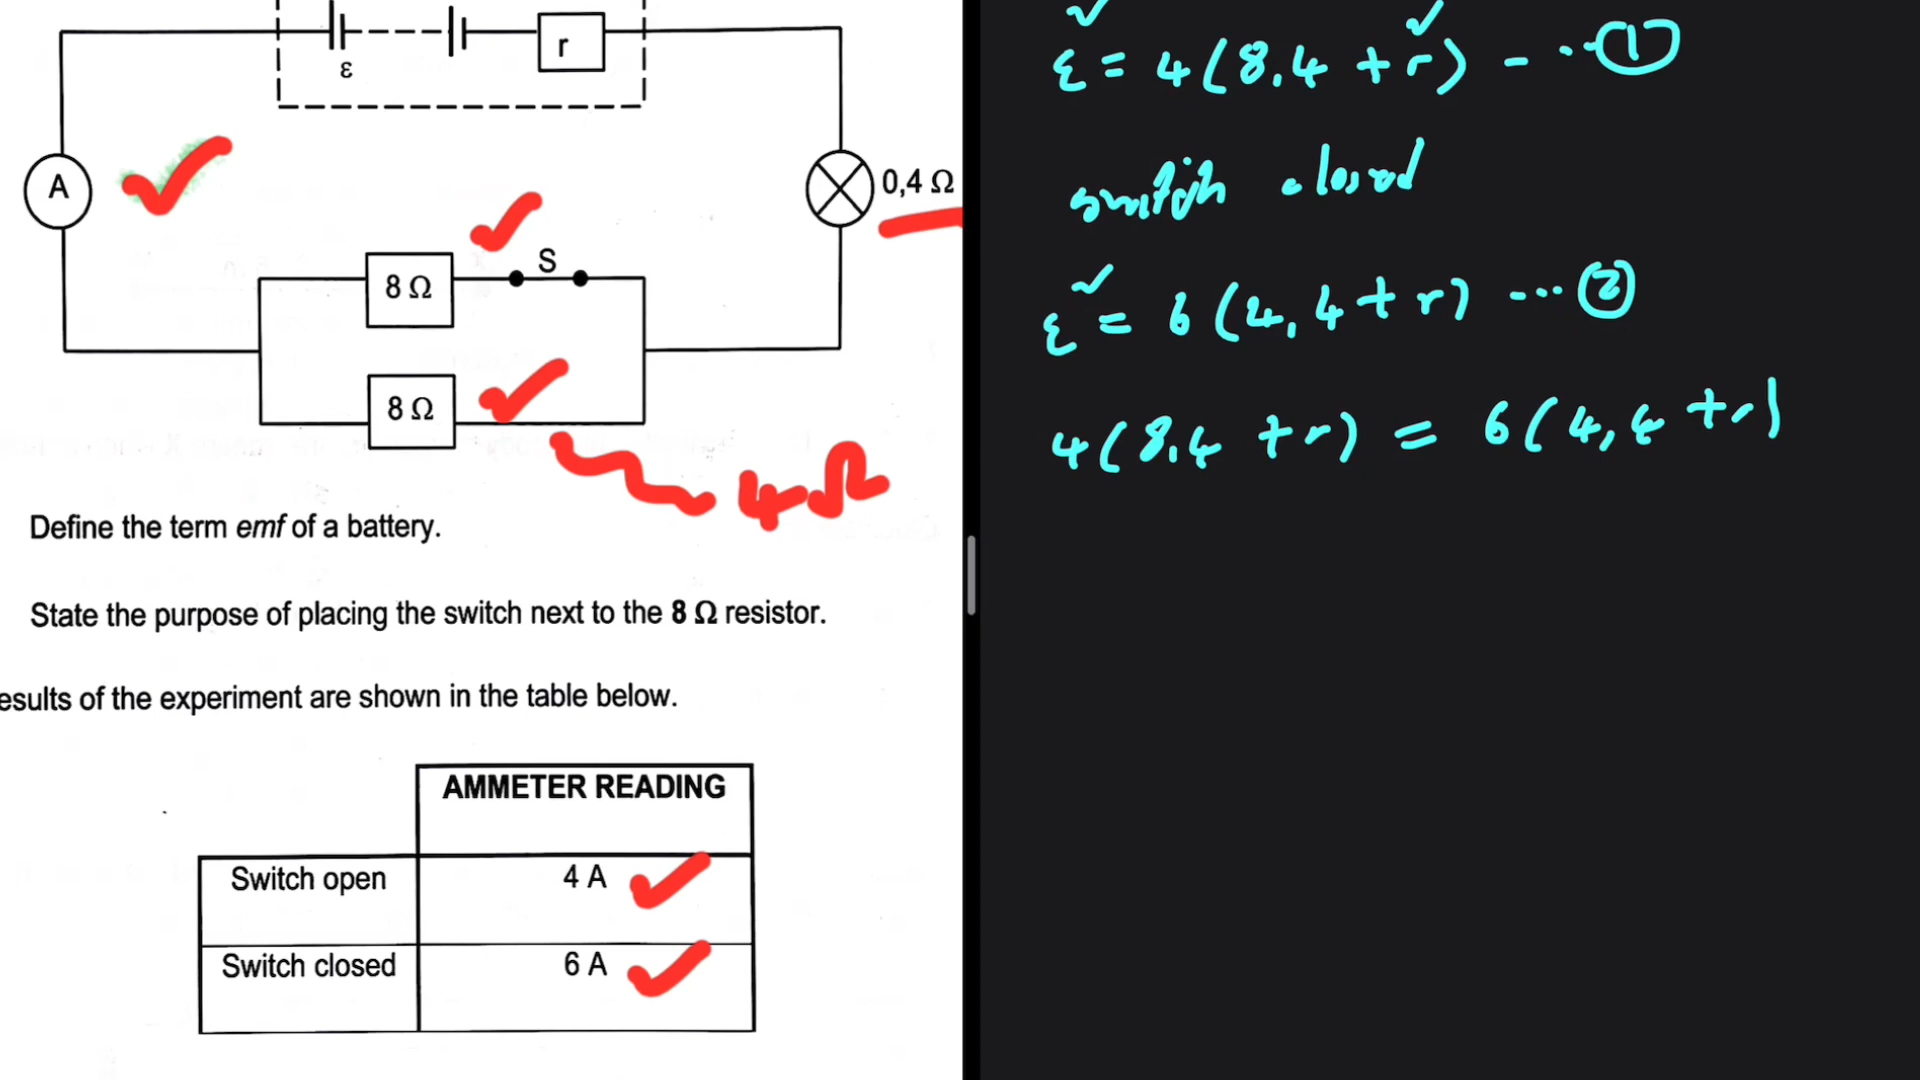 r
ε
A
0,4 Ω
S
8 Ω
8 Ω
4Ω
Define the term emf of a battery.
State the purpose of placing the switch next to the 8 Ω resistor.
esults of the experiment are shown in the table below.
AMMETER READING
Switch open 4 A
Switch closed 6 A
ε = 4(8,4 + r) - ··①
switch closed
ε = 6(4,4 + r) ---②
4(8,4 + r) = 6(4,4 + r)